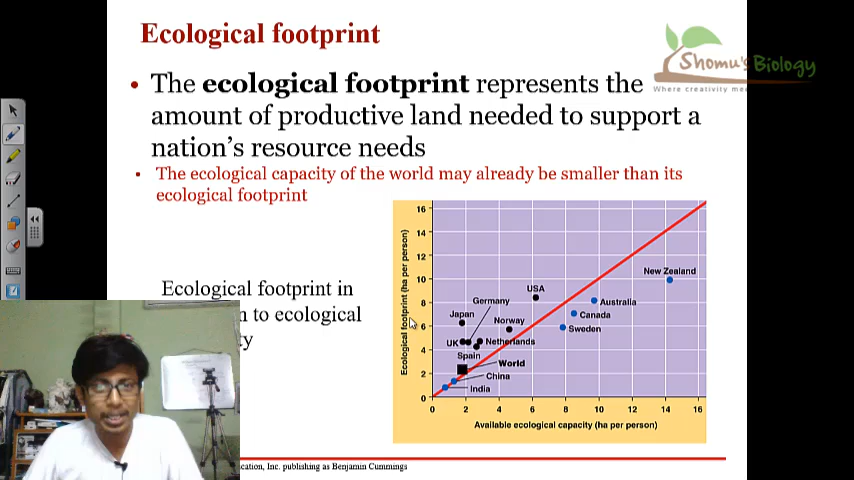 Ecological footprint
Shomu's Biology
Where creativity
• The ecological footprint represents the
amount of productive land needed to support a
nation's resource needs
• The ecological capacity of the world may already be smaller than its
ecological footprint
Ecological footprint in
to ecological
Ecological footprint (ha per person)
16
14
12
10
8
6
4
2
0
New Zealand
USA
Germany
Australia
Japan
Norway
Canada
Sweden
UK
Netherlands
Spain
World
China
India
0 2 4 6 8 10 12 14 16
Available ecological capacity (ha per person)
Inc. publishing as Benjamin Cummings